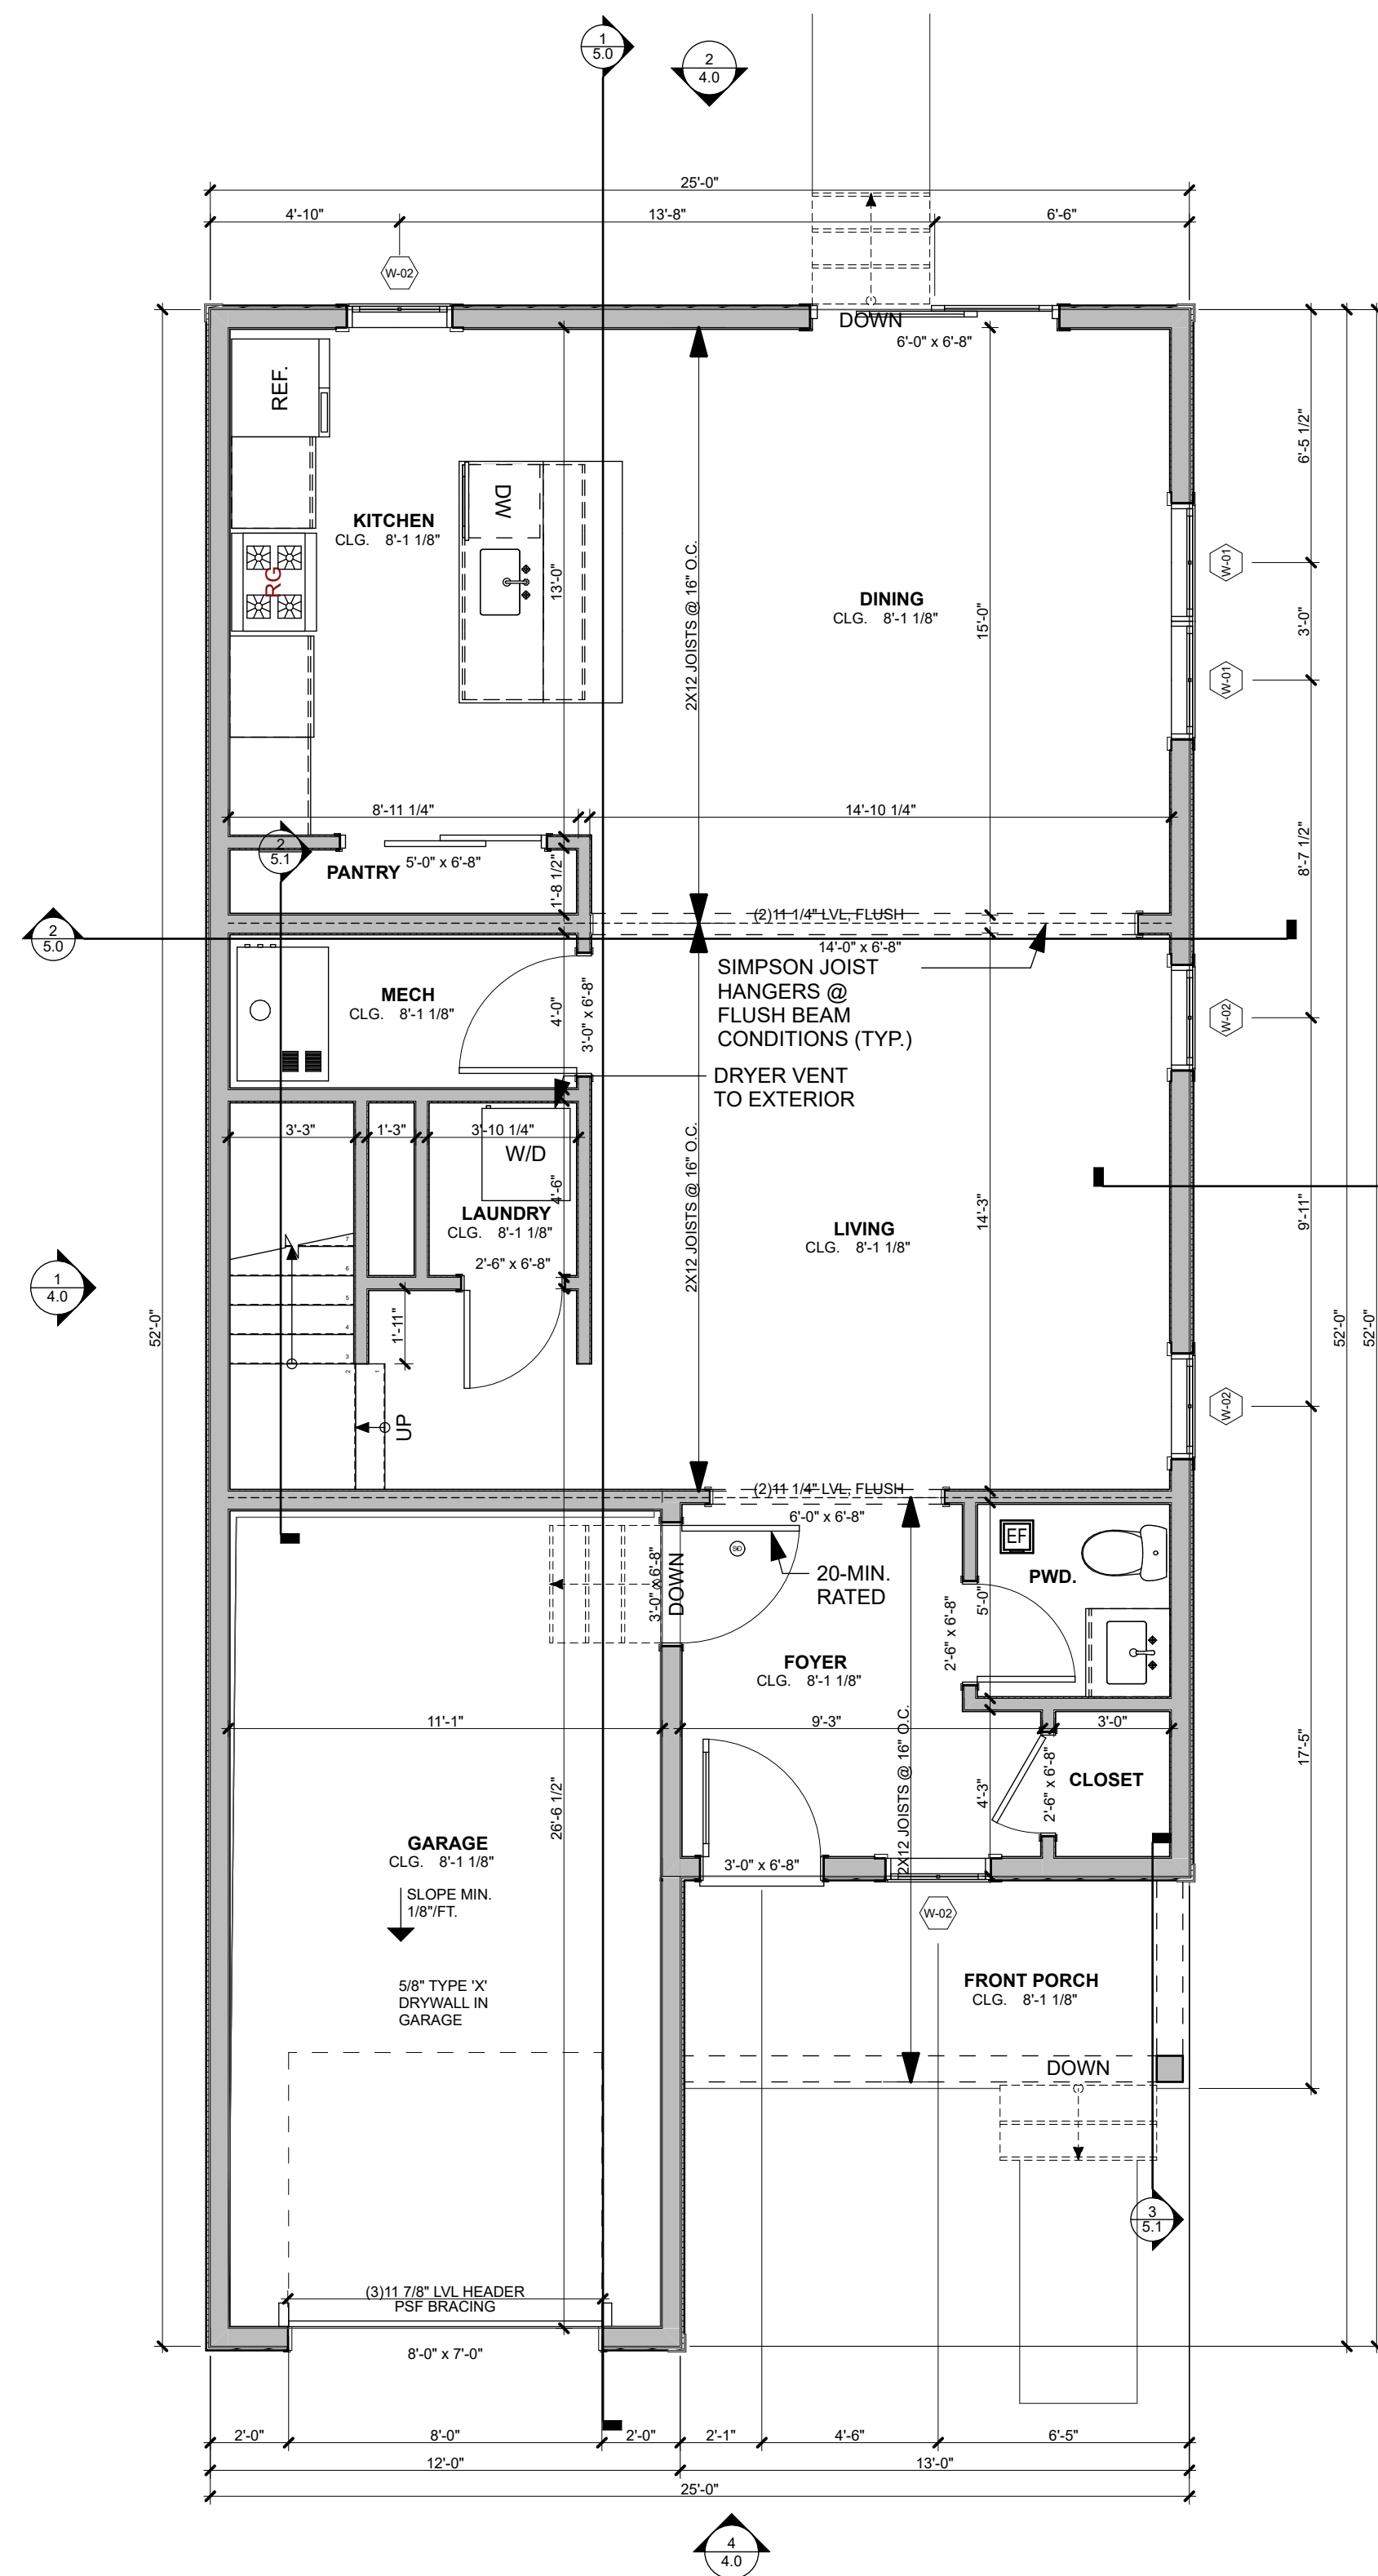 1
5.0
2
4.0
25'-0"
4'-10"
13'-8"
6'-6"
W-02
DOWN
6'-0" x 6'-8"
REF.
6'-5 1/2"
DW
KITCHEN
CLG. 8'-1 1/8"
RG
13'-0"
2X12 JOISTS @ 16" O.C.
DINING
CLG. 8'-1 1/8"
15'-0"
W-01
3'-0"
W-01
8'-11 1/4"
14'-10 1/4"
2
5.1
PANTRY
5'-0" x 6'-8"
1'-8 1/2"
8'-7 1/2"
(2)11 1/4" LVL, FLUSH
14'-0" x 6'-8"
2
5.0
SIMPSON JOIST
HANGERS @
FLUSH BEAM
CONDITIONS (TYP.)
MECH
CLG. 8'-1 1/8"
4'-0"
3'-0" x 6'-8"
W-02
DRYER VENT
TO EXTERIOR
3'-3"
1'-3"
3'-10 1/4"
W/D
4'-6"
2X12 JOISTS @ 16" O.C.
LAUNDRY
CLG. 8'-1 1/8"
2'-6" x 6'-8"
LIVING
CLG. 8'-1 1/8"
14'-3"
9'-11"
1
4.0
7
6
5
4
3
2
1
1'-11"
52'-0"
52'-0"
52'-0"
UP
W-02
(2)11 1/4" LVL, FLUSH
6'-0" x 6'-8"
3'-0" x 6'-8"
DOWN
SD
20-MIN.
RATED
EF
PWD.
5'-0"
2'-6" x 6'-8"
FOYER
CLG. 8'-1 1/8"
11'-1"
9'-3"
3'-0"
2X12 JOISTS @ 16" O.C.
CLOSET
2'-6" x 6'-8"
4'-3"
17'-5"
26'-6 1/2"
GARAGE
CLG. 8'-1 1/8"
3'-0" x 6'-8"
SLOPE MIN.
1/8"/FT.
W-02
5/8" TYPE 'X'
DRYWALL IN
GARAGE
FRONT PORCH
CLG. 8'-1 1/8"
DOWN
3
5.1
(3)11 7/8" LVL HEADER
PSF BRACING
8'-0" x 7'-0"
2'-0"
8'-0"
2'-0"
2'-1"
4'-6"
6'-5"
12'-0"
13'-0"
25'-0"
4
4.0